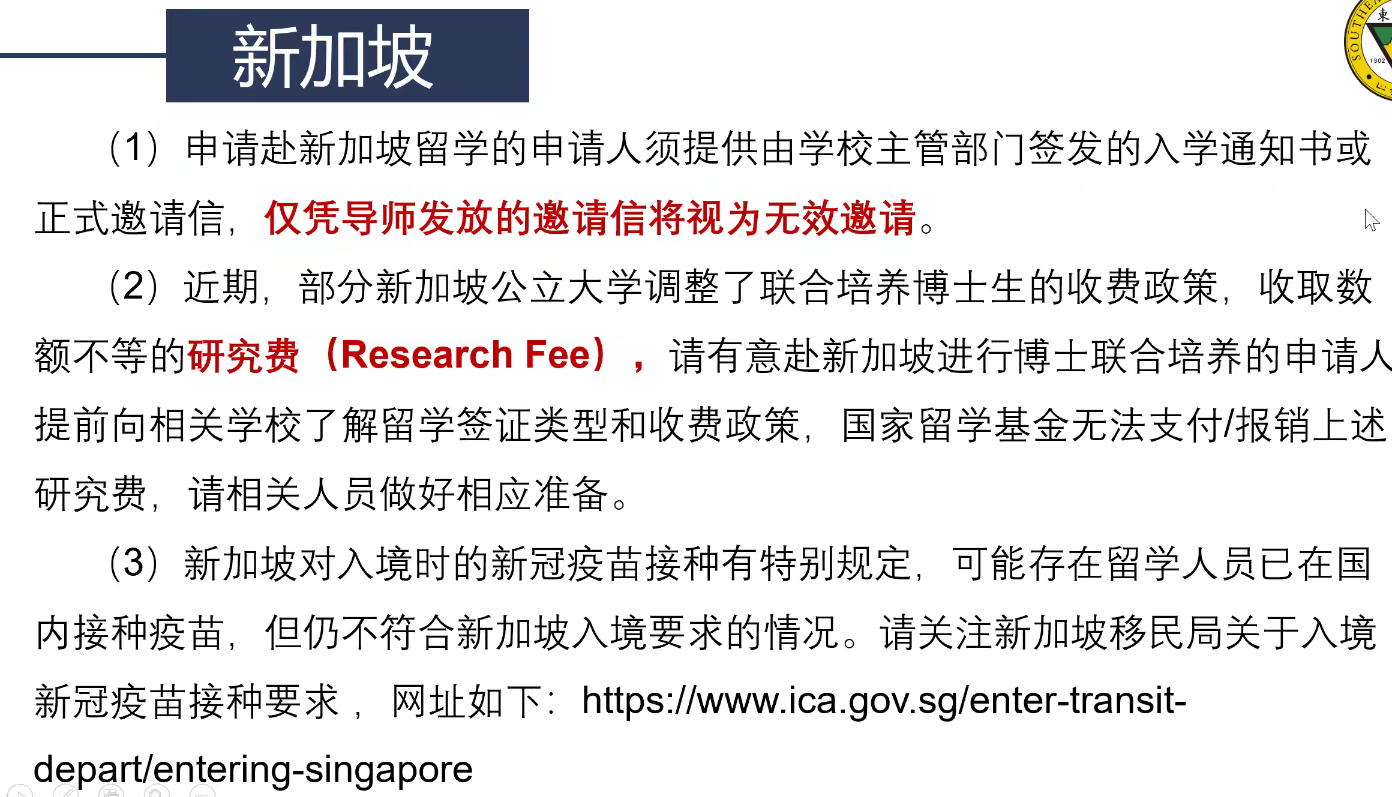 新加坡
SOUTHEA
東
1902
（1）申请赴新加坡留学的申请人须提供由学校主管部门签发的入学通知书或
正式邀请信，仅凭导师发放的邀请信将视为无效邀请。
（2）近期，部分新加坡公立大学调整了联合培养博士生的收费政策，收取数
额不等的研究费（Research Fee），请有意赴新加坡进行博士联合培养的申请人
提前向相关学校了解留学签证类型和收费政策，国家留学基金无法支付/报销上述
研究费，请相关人员做好相应准备。
（3）新加坡对入境时的新冠疫苗接种有特别规定，可能存在留学人员已在国
内接种疫苗，但仍不符合新加坡入境要求的情况。请关注新加坡移民局关于入境
新冠疫苗接种要求 ，网址如下：https://www.ica.gov.sg/enter-transit-
depart/entering-singapore